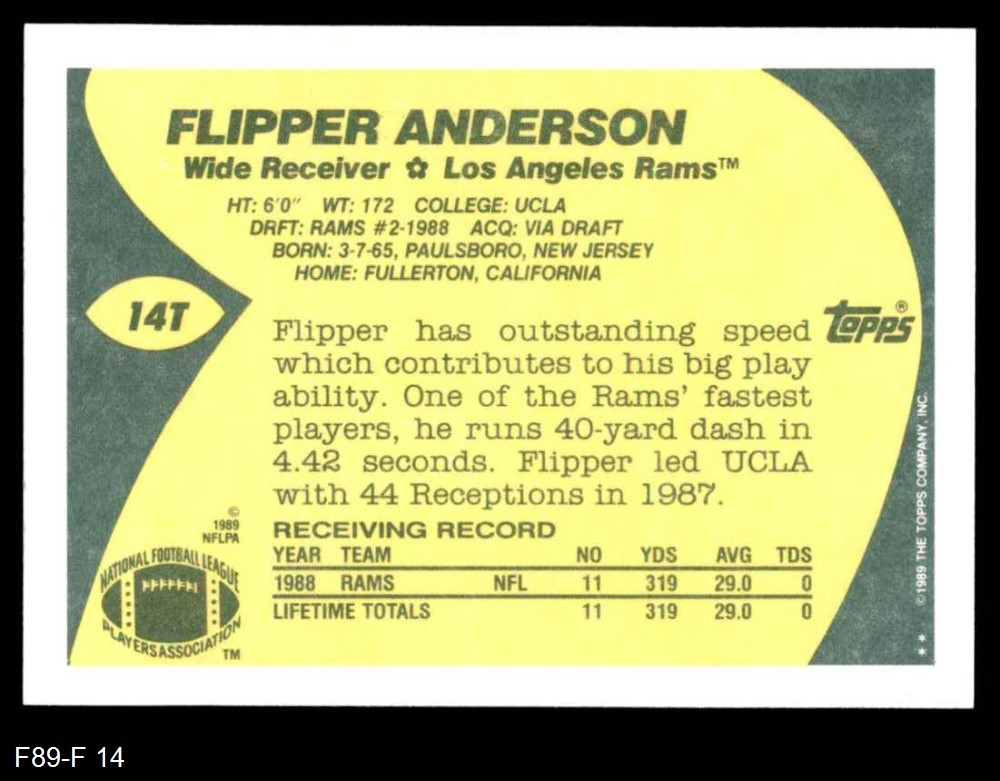 FLIPPER ANDERSON
Wide Receiver ✿ Los Angeles Rams™
HT: 6'0" WT: 172 COLLEGE: UCLA
DRFT: RAMS #2-1988 ACQ: VIA DRAFT
BORN: 3-7-65, PAULSBORO, NEW JERSEY
HOME: FULLERTON, CALIFORNIA
14T
topps®
Flipper has outstanding speed
which contributes to his big play
ability. One of the Rams' fastest
players, he runs 40-yard dash in
4.42 seconds. Flipper led UCLA
with 44 Receptions in 1987.
©
1989
NFLPA
NATIONAL FOOTBALL LEAGUE
PLAYERS ASSOCIATION
TM
RECEIVING RECORD
YEAR TEAM NO YDS AVG TDS
1988 RAMS NFL 11 319 29.0 0
LIFETIME TOTALS 11 319 29.0 0
©1989 THE TOPPS COMPANY, INC.
**
F89-F 14